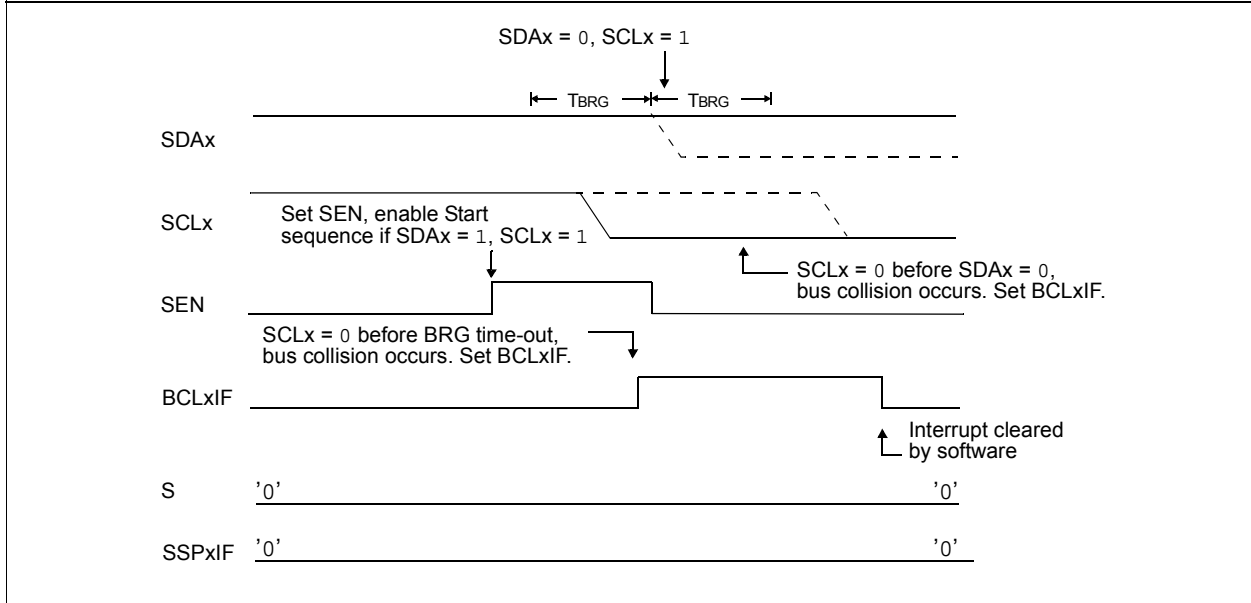 SDAx = 0, SCLx = 1
TBRG TBRG
SDAx
SCLx
Set SEN, enable Start
sequence if SDAx = 1, SCLx = 1
SCLx = 0 before SDAx = 0,
bus collision occurs. Set BCLxIF.
SEN
SCLx = 0 before BRG time-out,
bus collision occurs. Set BCLxIF.
BCLxIF
Interrupt cleared
by software
S '0' '0'
SSPxIF '0' '0'